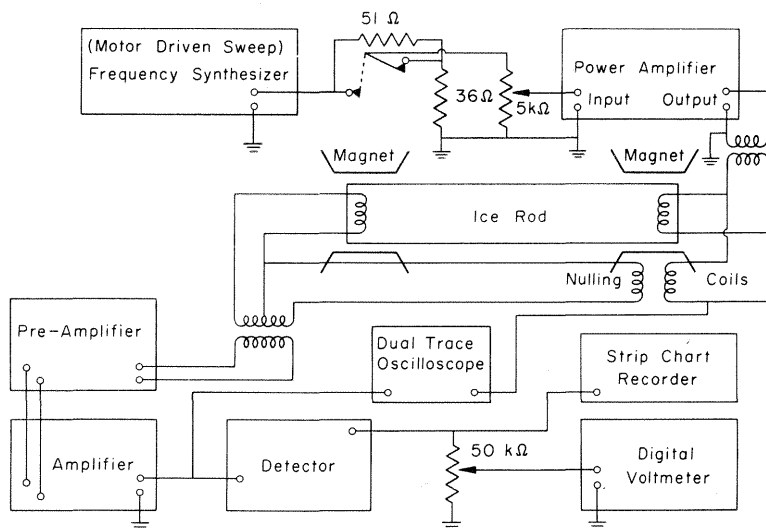 51 Ω
(Motor Driven Sweep)
Frequency Synthesizer
Power Amplifier
Input Output
36Ω
5kΩ
Magnet
Magnet
Ice Rod
Nulling Coils
Pre-Amplifier
Dual Trace
Oscilloscope
Strip Chart
Recorder
Amplifier
Detector
50 kΩ
Digital
Voltmeter